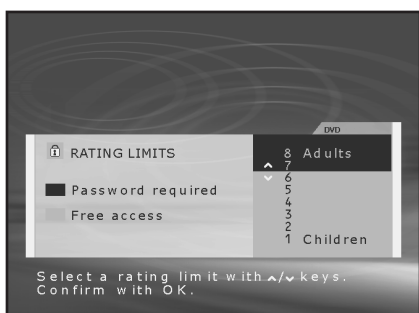 DVD
RATING LIMITS
8 Adults
7
6
Password required
5
4
Free access
3
2
1 Children
Select a rating limit with ^/v keys.
Confirm with OK.